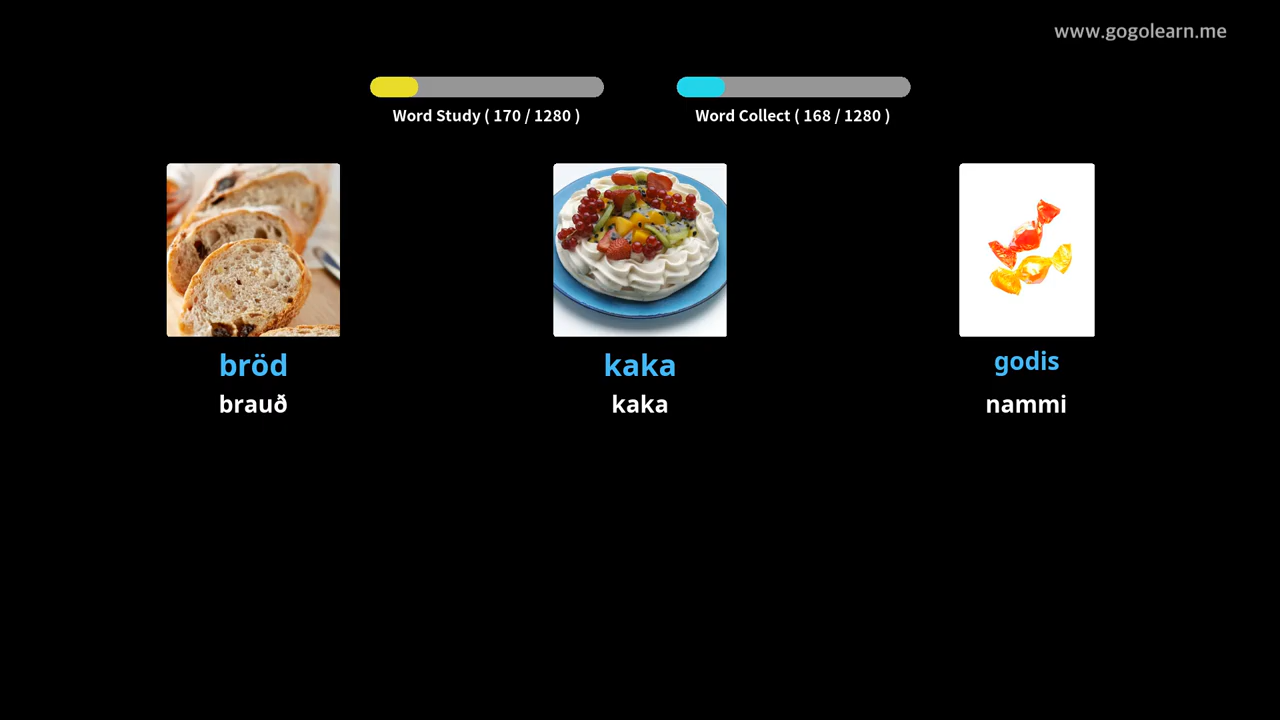 www.gogolearn.me
Word Study ( 170 / 1280 )
Word Collect ( 168 / 1280 )
bröd
kaka
godis
brauð
kaka
nammi